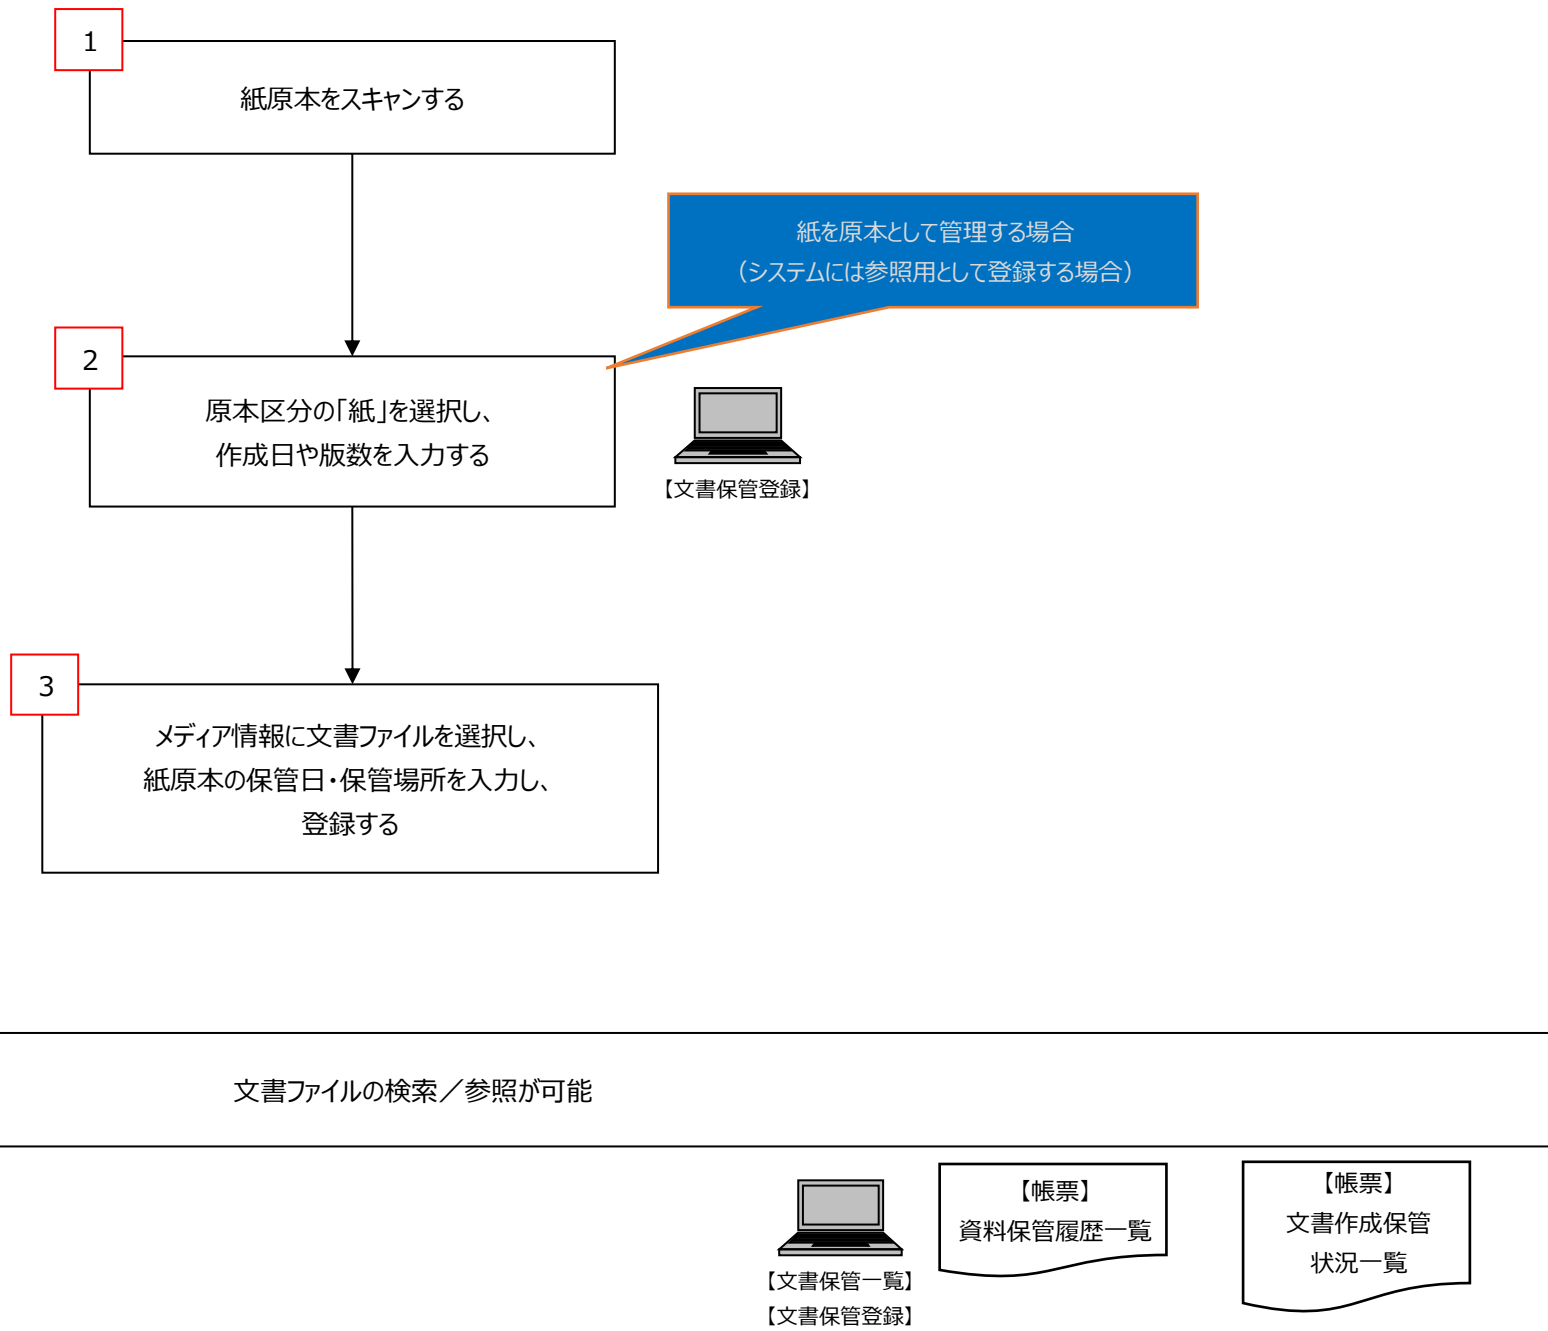 1
紙原本をスキャンする
紙を原本として管理する場合
（システムには参照用として登録する場合）
2
原本区分の「紙」を選択し、
作成日や版数を入力する
【文書保管登録】
3
メディア情報に文書ファイルを選択し、
紙原本の保管日・保管場所を入力し、
登録する
文書ファイルの検索／参照が可能
【文書保管一覧】
【文書保管登録】
【帳票】
資料保管履歴一覧
【帳票】
文書作成保管
状況一覧